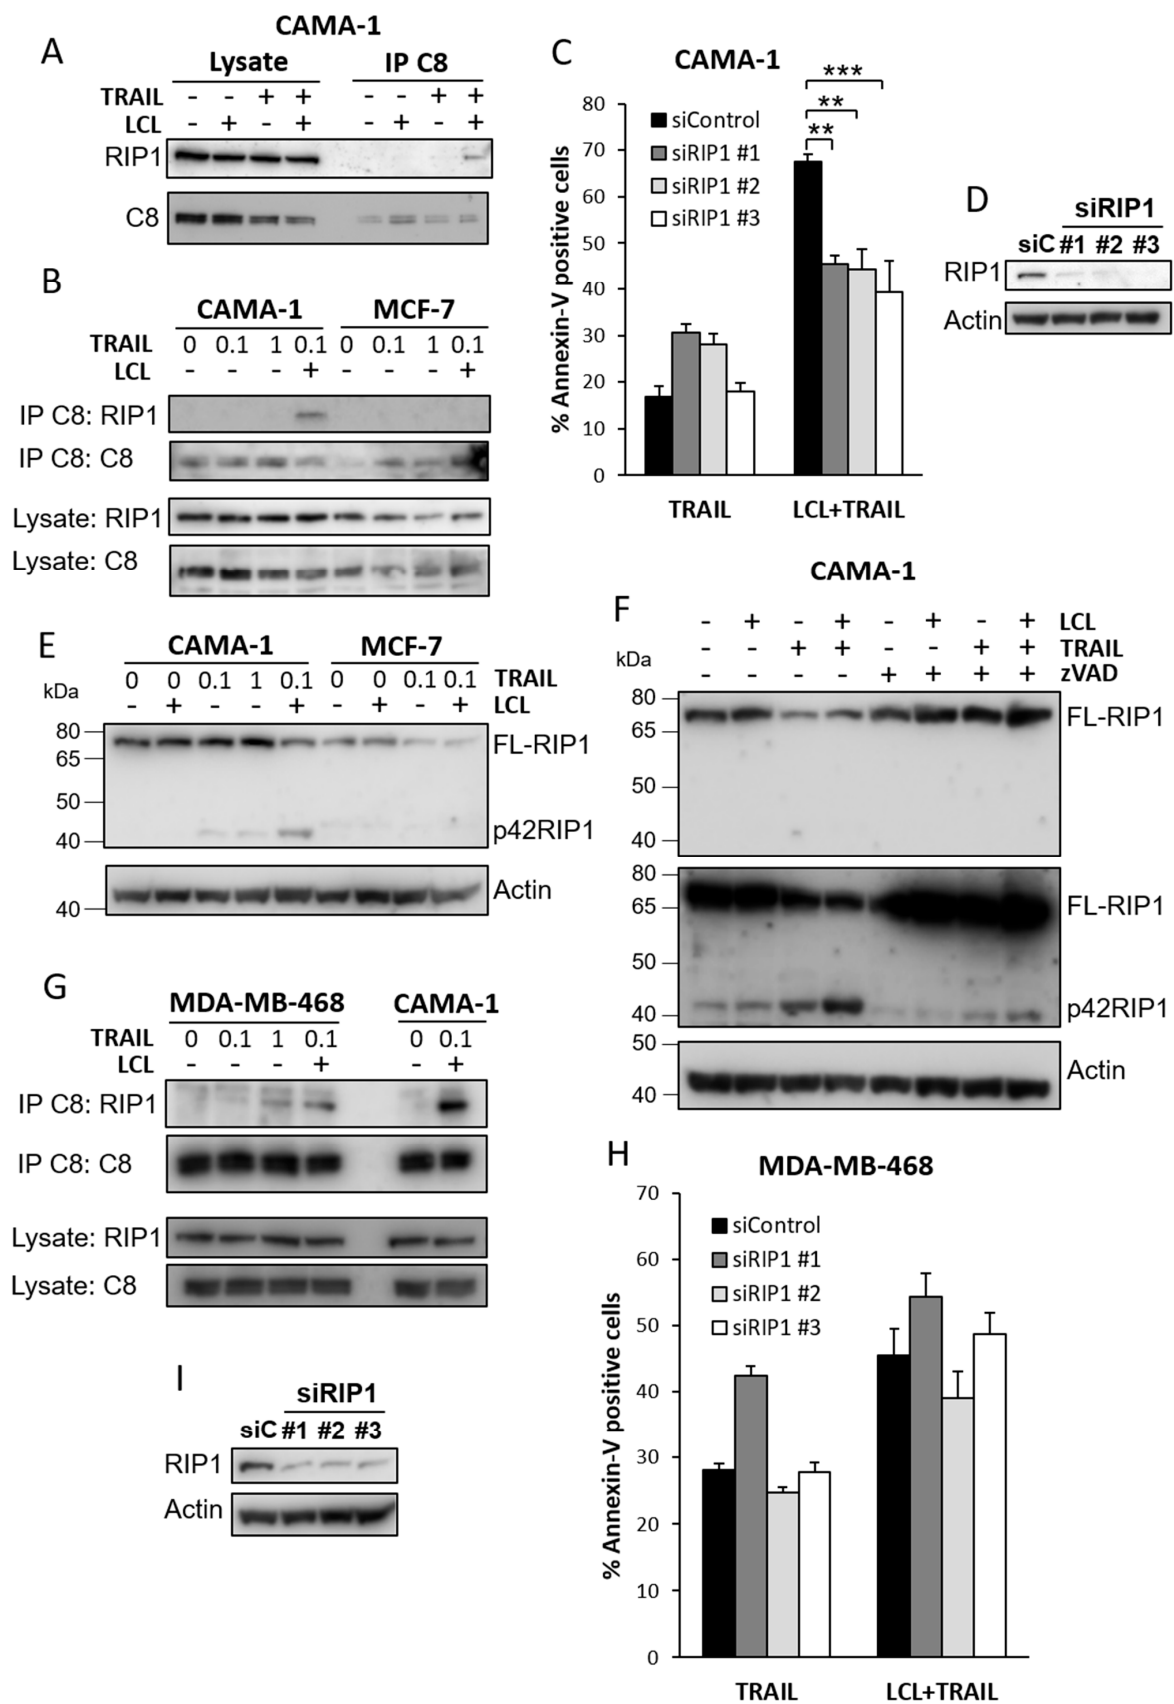 A
CAMA-1
Lysate IP C8
TRAIL - - + + - - + +
LCL - + - + - + - +
RIP1
C8
B
CAMA-1 MCF-7
TRAIL 0 0.1 1 0.1 0 0.1 1 0.1
LCL - - - + - - - +
IP C8: RIP1
IP C8: C8
Lysate: RIP1
Lysate: C8
C
CAMA-1
% Annexin-V positive cells
80
70
60
50
40
30
20
10
0
siControl
siRIP1 #1
siRIP1 #2
siRIP1 #3
***
**
**
TRAIL LCL+TRAIL
D
siRIP1
siC #1 #2 #3
RIP1
Actin
E
CAMA-1 MCF-7
0 0 0.1 1 0.1 0 0 0.1 0.1 TRAIL
- + - - + - + - + LCL
kDa
80
65
50
40
40
FL-RIP1
p42RIP1
Actin
F
CAMA-1
- + - + - + - + LCL
- - + + - - + + TRAIL
- - - - + + + + zVAD
kDa
80
65
50
40
FL-RIP1
80
65
50
40
FL-RIP1
p42RIP1
50
40
Actin
G
MDA-MB-468 CAMA-1
TRAIL 0 0.1 1 0.1 0 0.1
LCL - - - + - +
IP C8: RIP1
IP C8: C8
Lysate: RIP1
Lysate: C8
H
MDA-MB-468
% Annexin-V positive cells
70
60
50
40
30
20
10
0
siControl
siRIP1 #1
siRIP1 #2
siRIP1 #3
TRAIL LCL+TRAIL
I
siRIP1
siC #1 #2 #3
RIP1
Actin